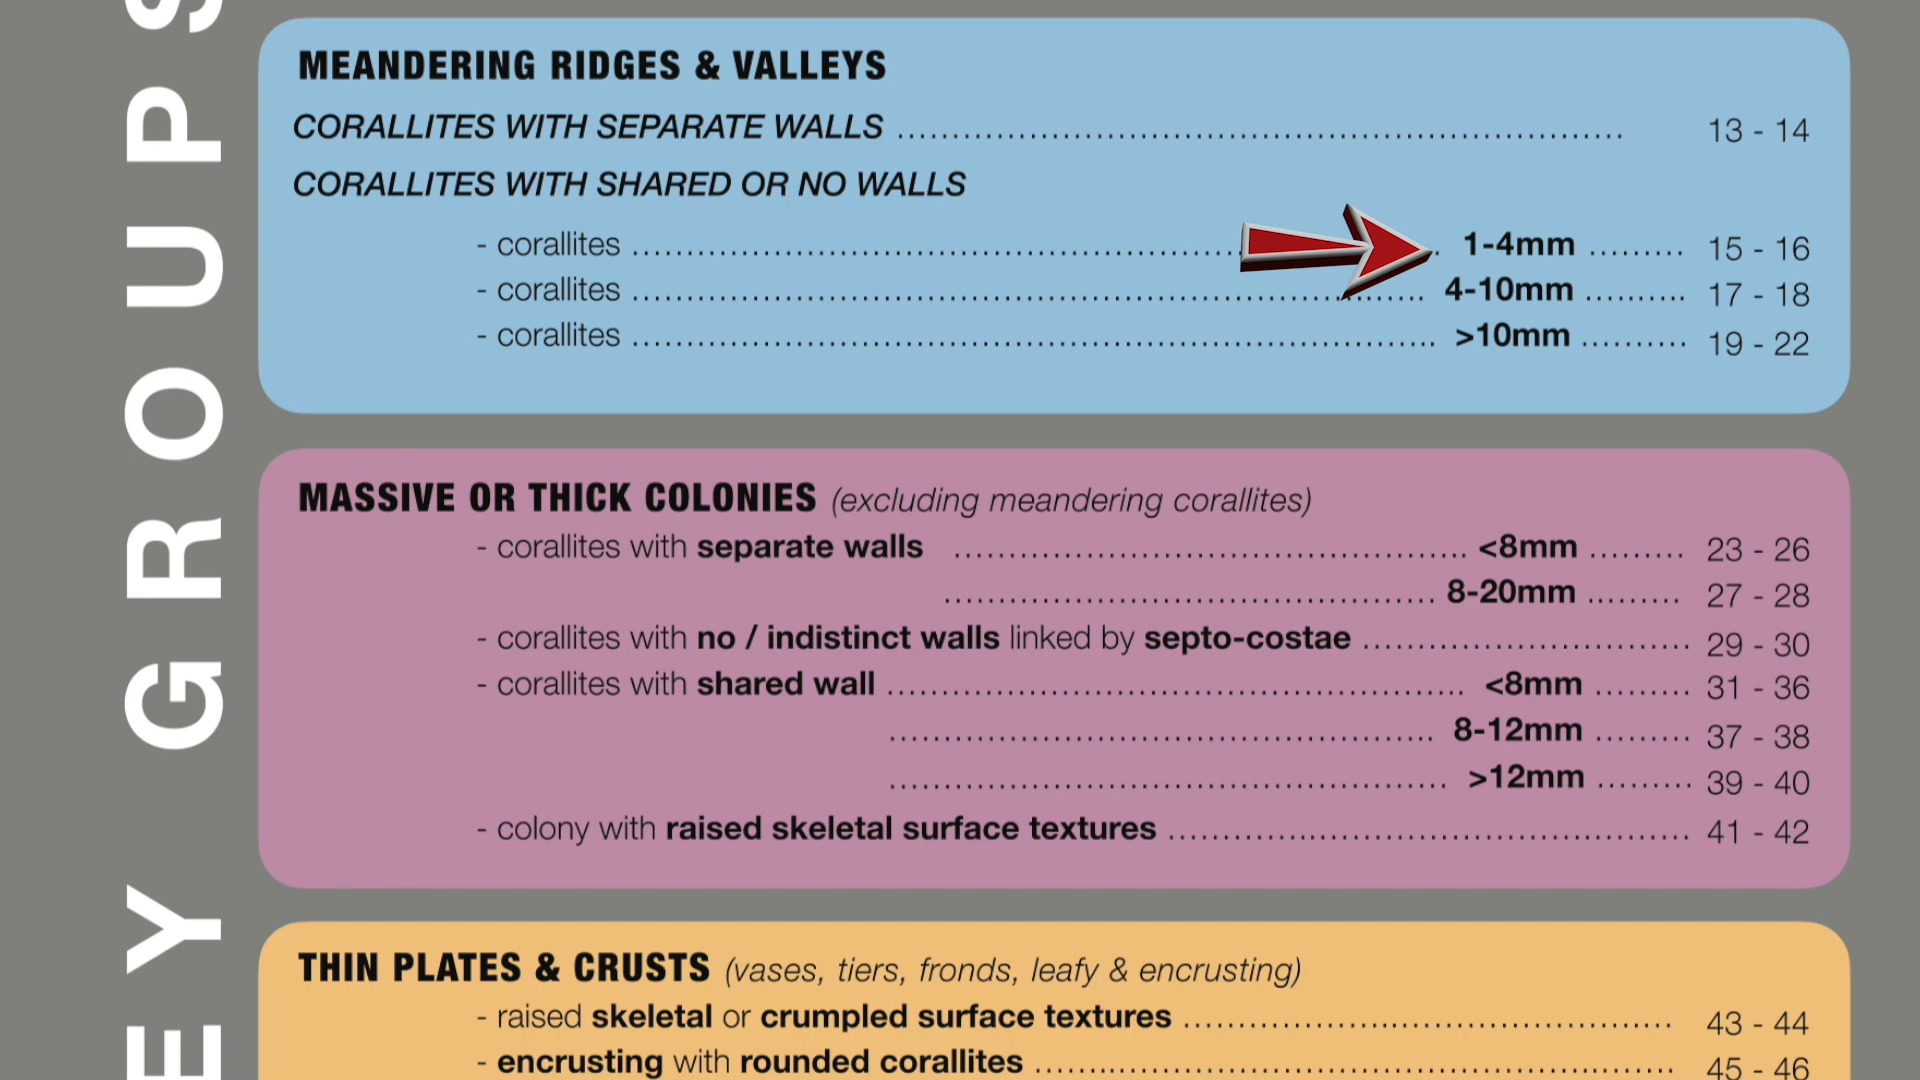 EY GROUPS
MEANDERING RIDGES & VALLEYS
CORALLITES WITH SEPARATE WALLS ........................................................................ 13 - 14
CORALLITES WITH SHARED OR NO WALLS
- corallites ........................................................................ 1-4mm ......... 15 - 16
- corallites ........................................................................ 4-10mm .......... 17 - 18
- corallites ........................................................................ >10mm .......... 19 - 22
MASSIVE OR THICK COLONIES (excluding meandering corallites)
- corallites with separate walls ............................................... <8mm ......... 23 - 26
............................................. 8-20mm ......... 27 - 28
- corallites with no / indistinct walls linked by septo-costae .............................. 29 - 30
- corallites with shared wall ..................................................... <8mm ......... 31 - 36
.................................................. 8-12mm ......... 37 - 38
................................................... >12mm ......... 39 - 40
- colony with raised skeletal surface textures ................................................ 41 - 42
THIN PLATES & CRUSTS (vases, tiers, fronds, leafy & encrusting)
- raised skeletal or crumpled surface textures ............................................. 43 - 44
- encrusting with rounded corallites ........................................................... 45 - 46